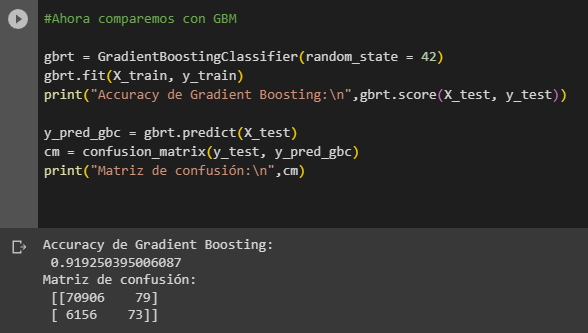 #Ahora comparemos con GBM
gbrt = GradientBoostingClassifier(random_state = 42)
gbrt.fit(X_train, y_train)
print("Accuracy de Gradient Boosting:\n",gbrt.score(X_test, y_test))
y_pred_gbc = gbrt.predict(X_test)
cm = confusion_matrix(y_test, y_pred_gbc)
print("Matriz de confusión:\n",cm)
Accuracy de Gradient Boosting:
0.919250395006087
Matriz de confusión:
[[70906    79]
[ 6156    73]]